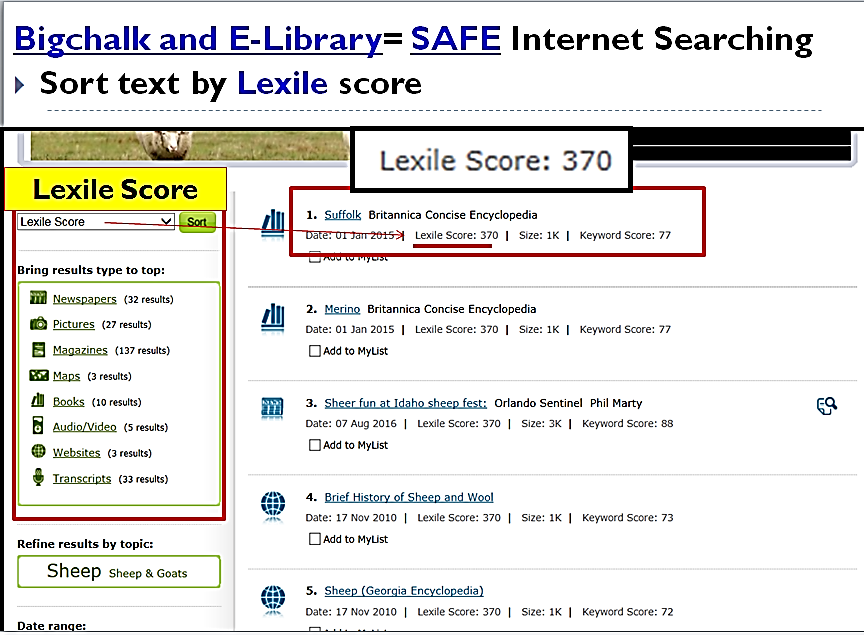 Bigchalk and E-Library= SAFE Internet Searching
Sort text by Lexile score
Lexile Score: 370
Lexile Score
Lexile Score Sort
Bring results type to top:
Newspapers (32 results)
Pictures (27 results)
Magazines (137 results)
Maps (3 results)
Books (10 results)
Audio/Video (5 results)
Websites (3 results)
Transcripts (33 results)
Refine results by topic:
Sheep Sheep & Goats
Date range:
1. Suffolk Britannica Concise Encyclopedia
Date: 01 Jan 2015 | Lexile Score: 370 | Size: 1K | Keyword Score: 77
Add to MyList
2. Merino Britannica Concise Encyclopedia
Date: 01 Jan 2015 | Lexile Score: 370 | Size: 1K | Keyword Score: 77
Add to MyList
3. Sheer fun at Idaho sheep fest: Orlando Sentinel Phil Marty
Date: 07 Aug 2016 | Lexile Score: 370 | Size: 3K | Keyword Score: 88
Add to MyList
4. Brief History of Sheep and Wool
Date: 17 Nov 2010 | Lexile Score: 370 | Size: 1K | Keyword Score: 73
Add to MyList
5. Sheep (Georgia Encyclopedia)
Date: 17 Nov 2010 | Lexile Score: 370 | Size: 1K | Keyword Score: 72